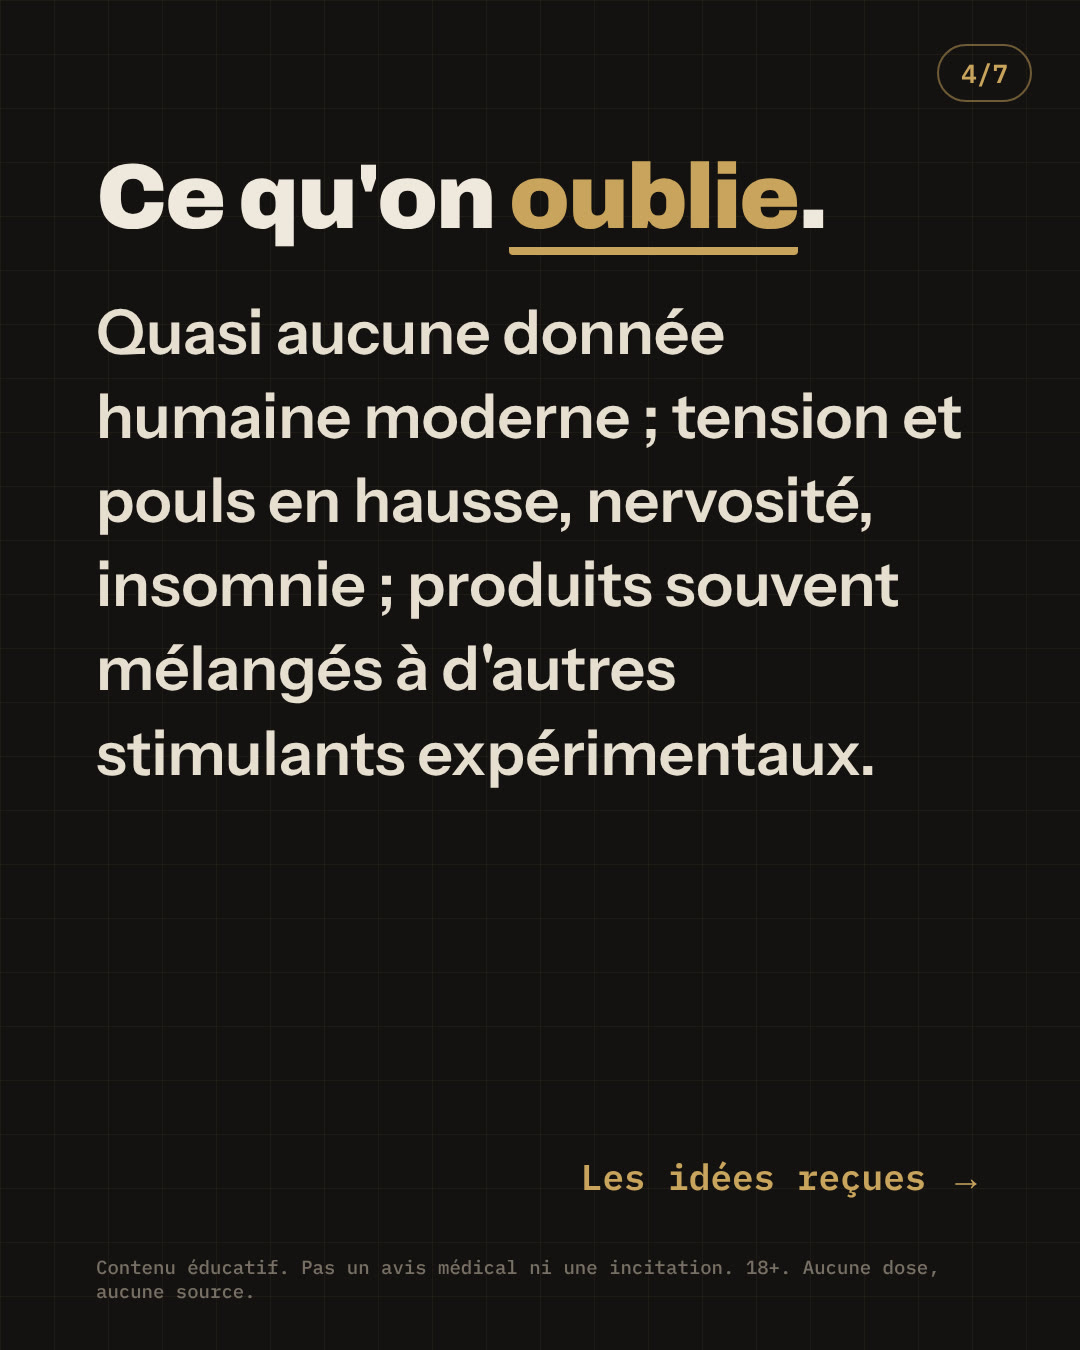 4/7
Ce qu'on oublie.
Quasi aucune donnée
humaine moderne ; tension et
pouls en hausse, nervosité,
insomnie ; produits souvent
mélangés à d'autres
stimulants expérimentaux.
Les idées reçues →
Contenu éducatif. Pas un avis médical ni une incitation. 18+. Aucune dose,
aucune source.